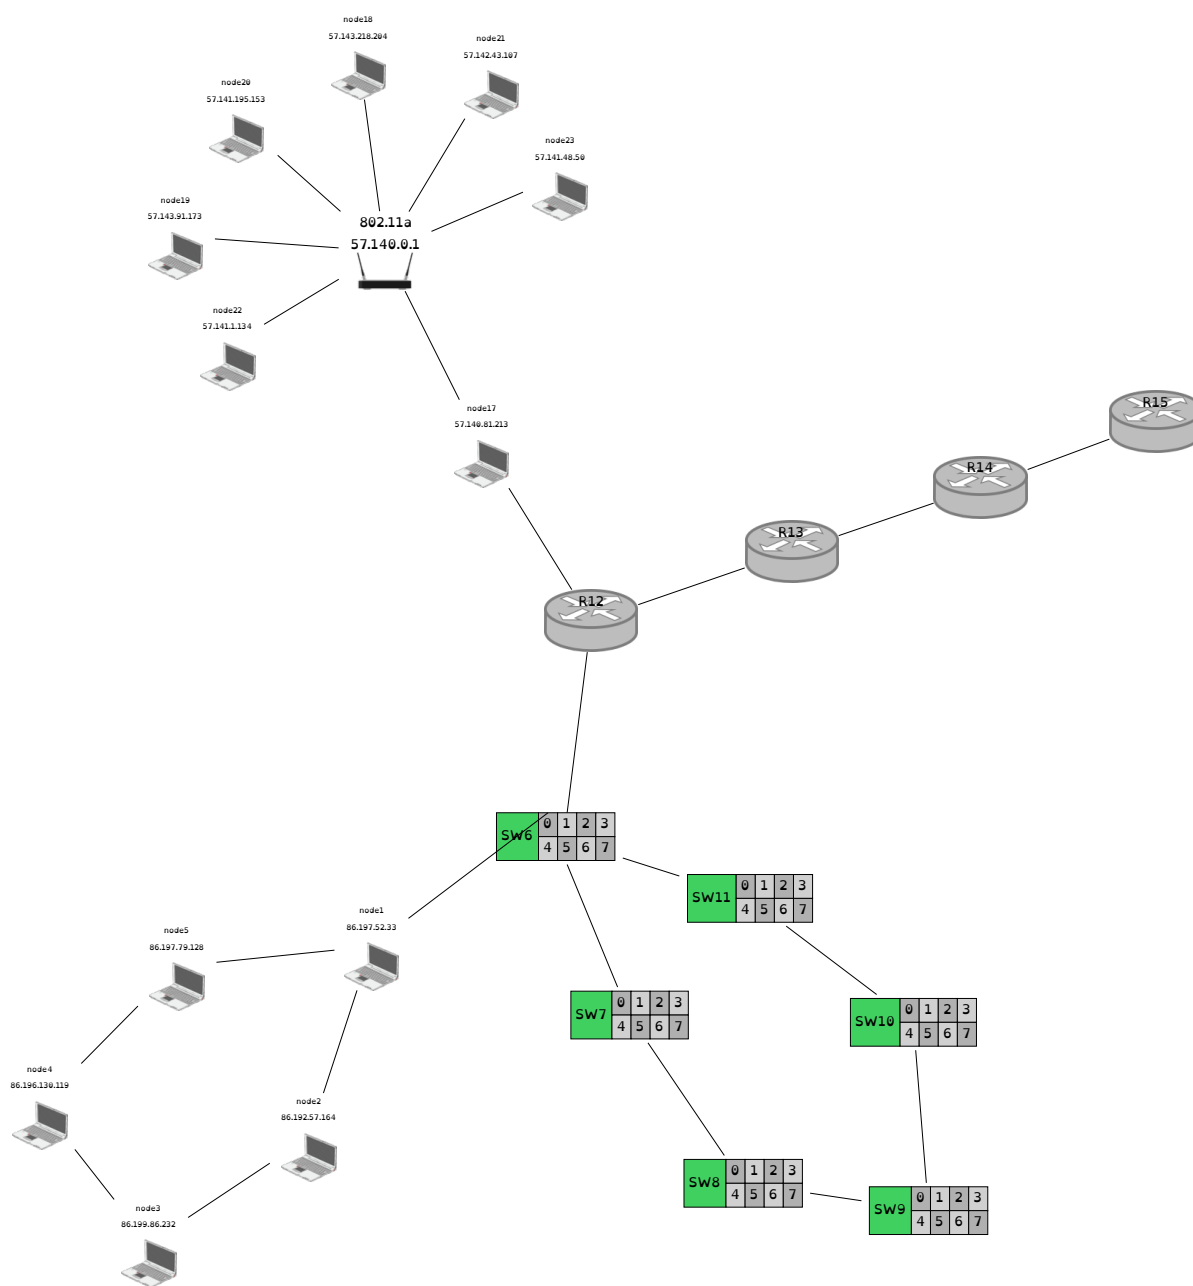 node18
57.143.218.204
node21
57.142.43.107
node20
57.141.195.153
node23
57.141.48.50
node19
57.143.91.173
802.11a
57.140.0.1
node22
57.141.1.134
node17
57.140.81.213
R15
R14
R13
R12
SW6
0 1 2 3
4 5 6 7
SW11
0 1 2 3
4 5 6 7
node1
86.197.52.33
node5
86.197.79.128
SW7
0 1 2 3
4 5 6 7
SW10
0 1 2 3
4 5 6 7
node4
86.196.130.119
node2
86.192.57.164
SW8
0 1 2 3
4 5 6 7
SW9
0 1 2 3
4 5 6 7
node3
86.199.86.232